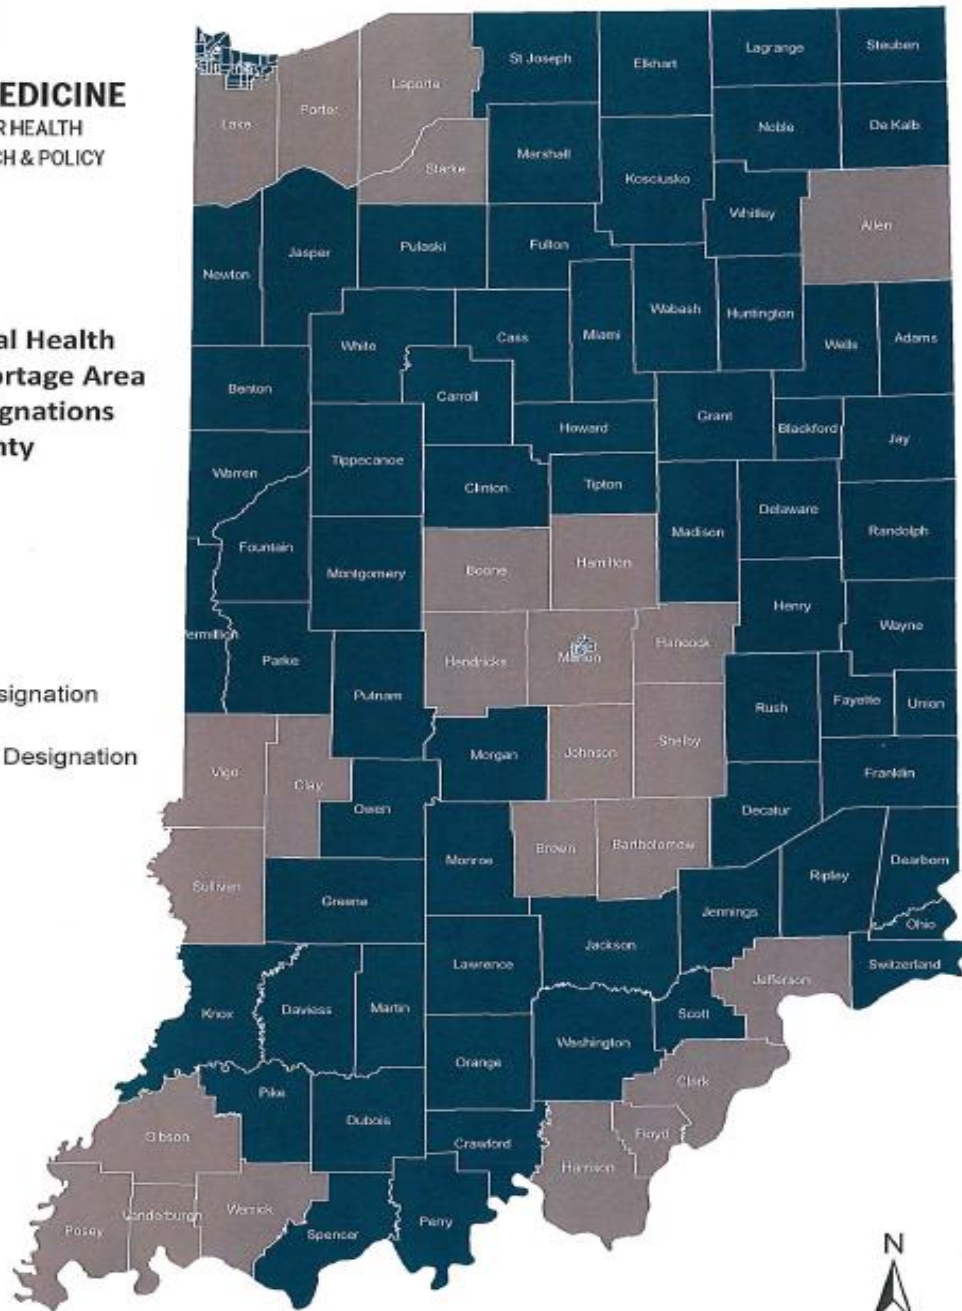 EDICINE
R HEALTH
CH & POLICY
al Health
ortage Area
gnations
nty
signation
Designation
St Joseph
Elkhart
Lagrange
Steuben
Laporte
Porter
Lake
Noble
De Kalb
Marshall
Starke
Kosciusko
Whitley
Allen
Pulaski
Fulton
Jasper
Newton
Wabash
Huntington
Miami
Cass
White
Wells
Adams
Benton
Carroll
Grant
Howard
Blackford
Jay
Tippecanoe
Warren
Clinton
Tipton
Delaware
Madison
Randolph
Fountain
Montgomery
Boone
Hamilton
Henry
Wayne
ermillion
Parke
Hendricks
Marion
Hancock
Putnam
Rush
Fayette
Union
Morgan
Johnson
Shelby
Vigo
Clay
Franklin
Owen
Decatur
Monroe
Brown
Bartholomew
Dearborn
Ripley
Sullivan
Greene
Jennings
Ohio
Jackson
Lawrence
Switzerland
Jefferson
Knox
Daviess
Martin
Scott
Washington
Orange
Clark
Pike
Dubois
Crawford
Floyd
Gibson
Harrison
Posey
Vanderburgh
Warrick
Spencer
Perry
N